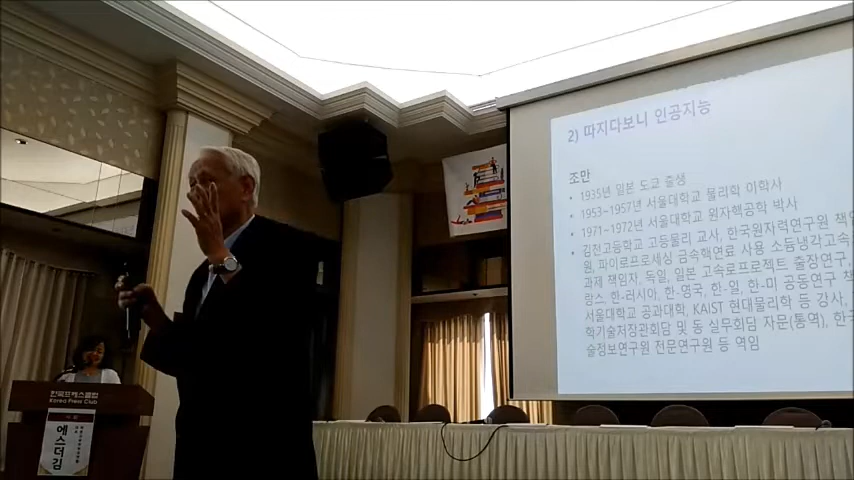 2) 따지다보니 인공지능
조만
• 1935년 일본 도쿄 출생
• 1953-1957년 서울대학교 물리학 이학사
• 1971-1972년 서울대학교 원자핵공학
• 김천고등학교 고등물리 교사, 한국원자력연구원 책임
원, 파이로프로세싱 금속핵연료 사용 소듐냉각고속
과제 책임자, 독일, 일본 고속로프로젝트 출장연구,
랑스, 한-러시아, 한 영국, 한-일, 한-미 공동연구
서울대학교 공과대학, KAIST 현대물리학 등 강사,
학기술처장관회담 및 동 실무회담 자문(통역), 한
술정보연구원 전문연구위원 등 역임
한국프레스클럽
Korea Press Club
에스더김